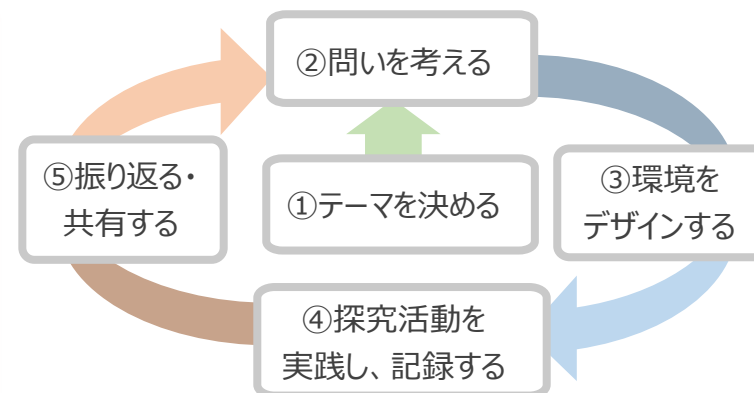 ②問いを考える
⑤振り返る・
共有する
①テーマを決める
③環境を
デザインする
④探究活動を
実践し、記録する